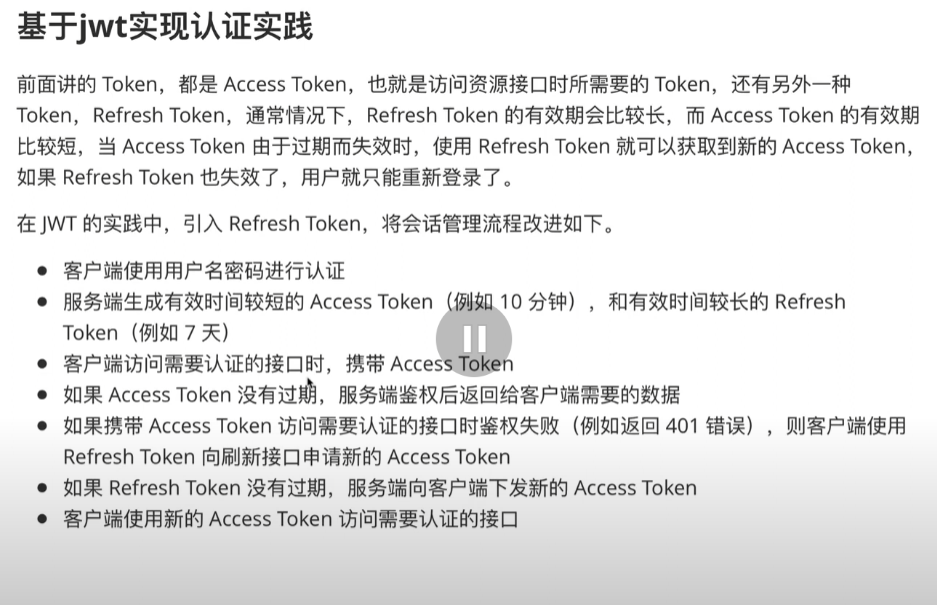 基于jwt实现认证实践
前面讲的 Token，都是 Access Token，也就是访问资源接口时所需要的 Token，还有另外一种
Token，Refresh Token，通常情况下，Refresh Token 的有效期会比较长，而 Access Token 的有效期
比较短，当 Access Token 由于过期而失效时，使用 Refresh Token 就可以获取到新的 Access Token，
如果 Refresh Token 也失效了，用户就只能重新登录了。
在 JWT 的实践中，引入 Refresh Token，将会话管理流程改进如下。
● 客户端使用用户名密码进行认证
● 服务端生成有效时间较短的 Access Token（例如 10 分钟），和有效时间较长的 Refresh
Token（例如 7 天）
● 客户端访问需要认证的接口时，携带 Access Token
● 如果 Access Token 没有过期，服务端鉴权后返回给客户端需要的数据
● 如果携带 Access Token 访问需要认证的接口时鉴权失败（例如返回 401 错误），则客户端使用
Refresh Token 向刷新接口申请新的 Access Token
● 如果 Refresh Token 没有过期，服务端向客户端下发新的 Access Token
● 客户端使用新的 Access Token 访问需要认证的接口